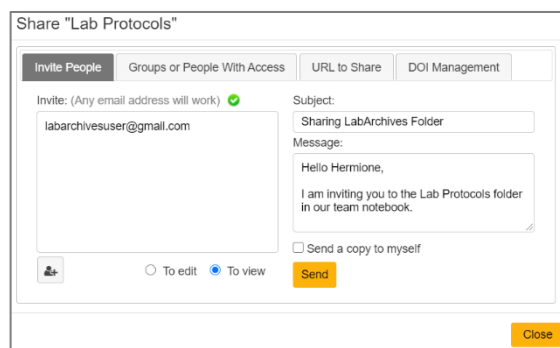 Share "Lab Protocols"
Invite People
Groups or People With Access
URL to Share
DOI Management
Invite: (Any email address will work)
labarchivesuser@gmail.com
To edit
To view
Subject:
Sharing LabArchives Folder
Message:
Hello Hermione,
I am inviting you to the Lab Protocols folder
in our team notebook.
Send a copy to myself
Send
Close